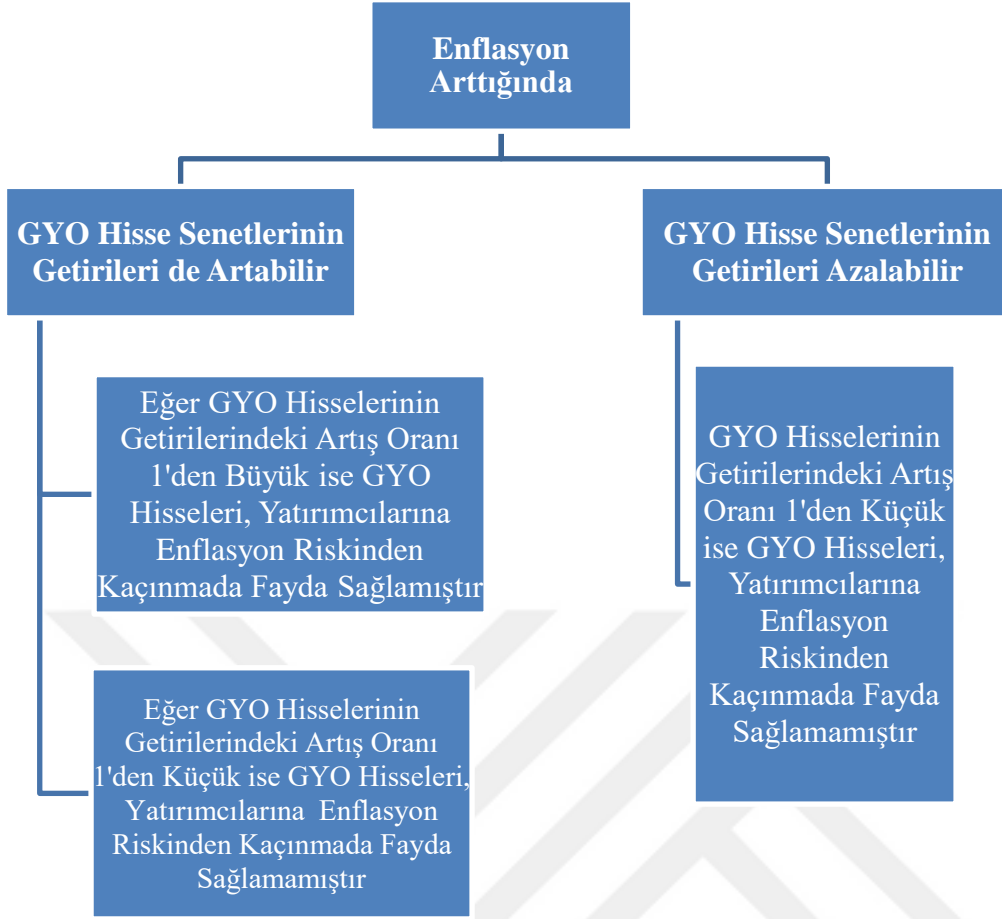 Enflasyon
Arttığında
GYO Hisse Senetlerinin
Getirileri de Artabilir
GYO Hisse Senetlerinin
Getirileri Azalabilir
Eğer GYO Hisselerinin
Getirilerindeki Artış Oranı
1'den Büyük ise GYO
Hisseleri, Yatırımcılarına
Enflasyon Riskinden
Kaçınmada Fayda Sağlamıştır
Eğer GYO Hisselerinin
Getirilerindeki Artış Oranı
1'den Küçük ise GYO Hisseleri,
Yatırımcılarına Enflasyon
Riskinden Kaçınmada Fayda
Sağlamamıştır
GYO Hisselerinin
Getirilerindeki Artış
Oranı 1'den Küçük
ise GYO Hisseleri,
Yatırımcılarına
Enflasyon
Riskinden
Kaçınmada Fayda
Sağlamamıştır